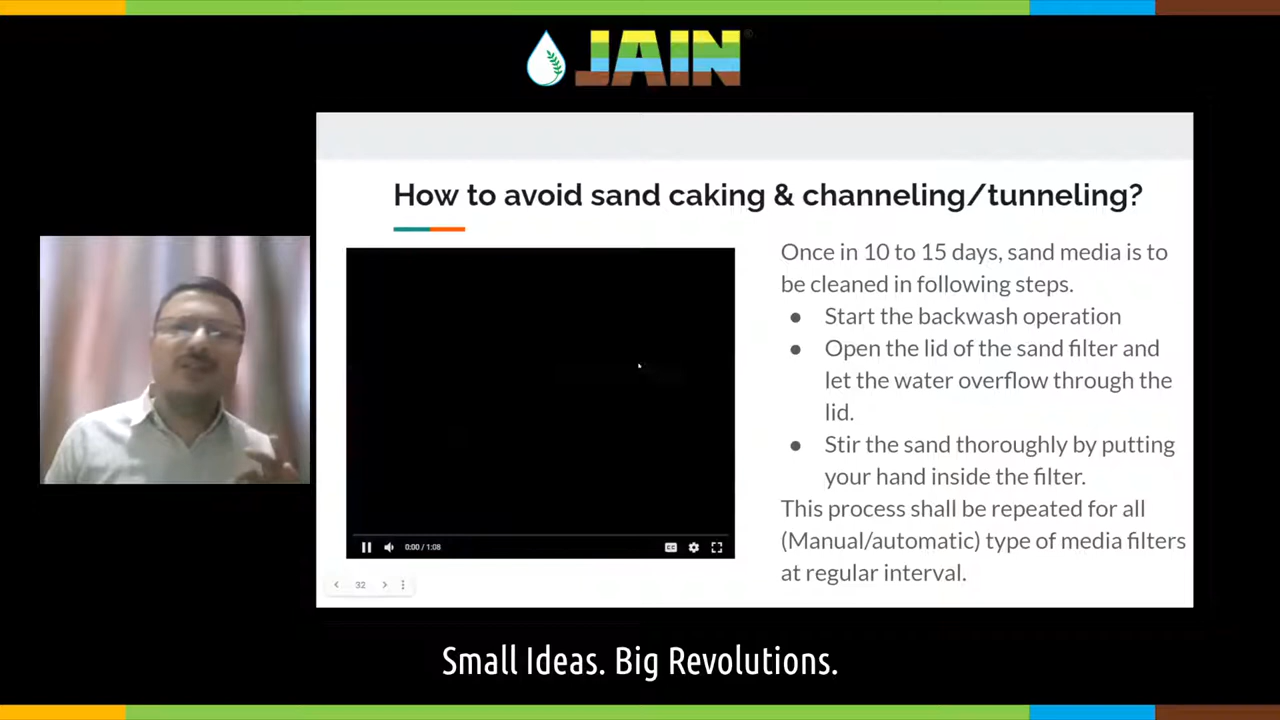 JAIN
How to avoid sand caking & channeling/tunneling?
Once in 10 to 15 days, sand media is to
be cleaned in following steps.
● Start the backwash operation
● Open the lid of the sand filter and
let the water overflow through the
lid.
● Stir the sand thoroughly by putting
your hand inside the filter.
This process shall be repeated for all
(Manual/automatic) type of media filters
at regular interval.
0:00 / 1:08
CC
32
Small Ideas. Big Revolutions.